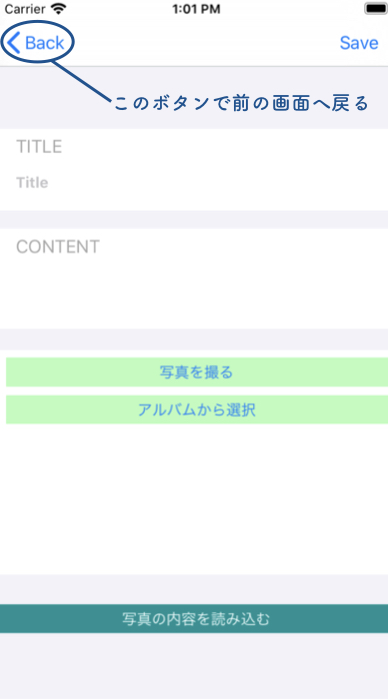 Carrier 1:01 PM
Back Save
このボタンで前の画面へ戻る
TITLE
Title
CONTENT
写真を撮る
アルバムから選択
写真の内容を読み込む